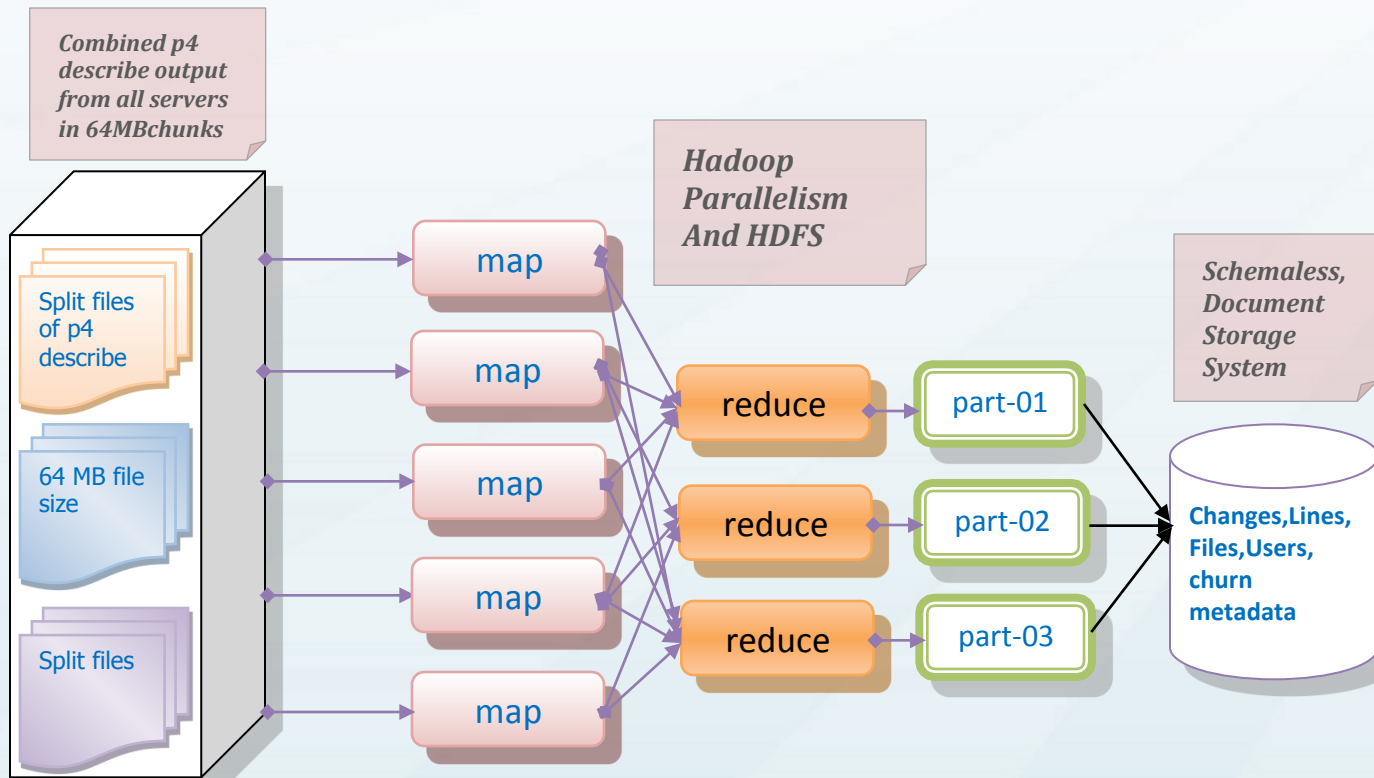 Combined p4
describe output
from all servers
in 64MBchunks
Split files
of p4
describe
64 MB file
size
Split files
map
map
map
map
map
Hadoop
Parallelism
And HDFS
reduce
reduce
reduce
part-01
part-02
part-03
Schemaless,
Document
Storage
System
Changes,Lines,
Files,Users,
churn
metadata